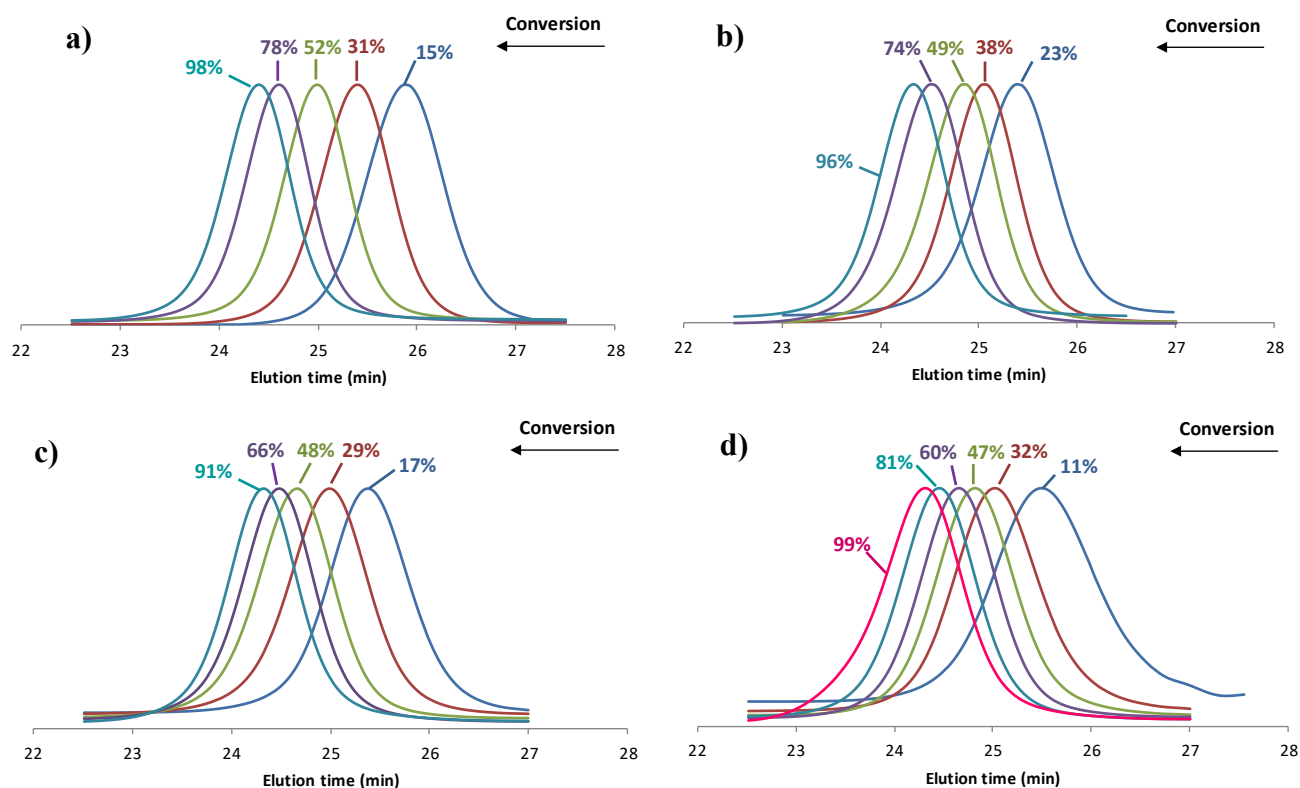 a)
Conversion
98%
78%
52%
31%
15%
22 23 24 25 26 27 28
Elution time (min)
b)
Conversion
74%
49%
38%
23%
96%
22 23 24 25 26 27 28
Elution time (min)
c)
Conversion
91%
66%
48%
29%
17%
22 23 24 25 26 27 28
Elution time (min)
d)
Conversion
81%
60%
47%
32%
11%
99%
22 23 24 25 26 27 28
Elution time (min)